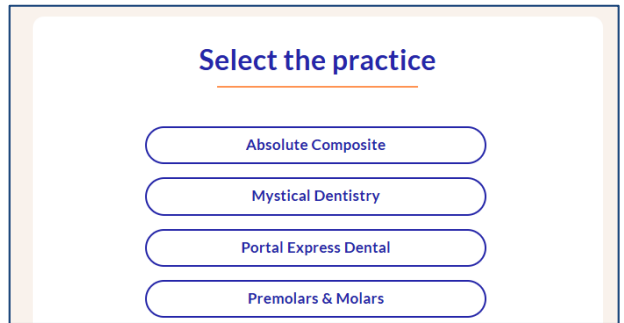 Select the practice
Absolute Composite
Mystical Dentistry
Portal Express Dental
Premolars & Molars